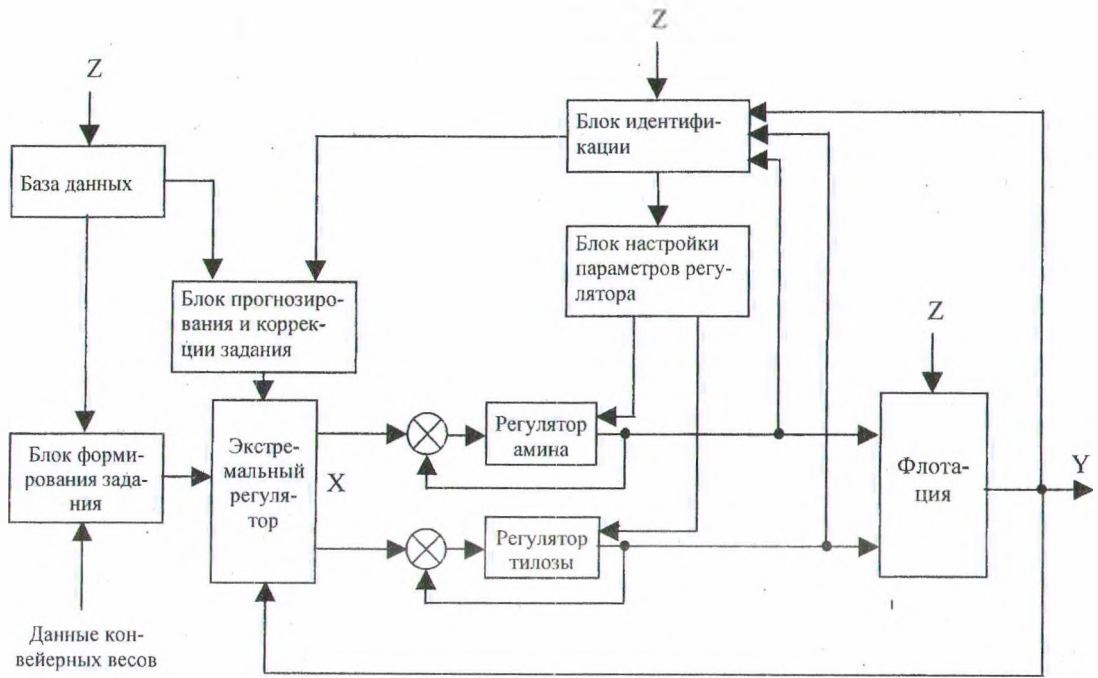 Z
Z
Блок идентифи-
кации
База данных
Блок настройки
параметров регу-
лятора
Блок прогнозиро-
вания и коррек-
ции задания
Z
Блок форми-
рования зада-
ния
Экстре-
мальный
регуля-
тор
X
Регулятор
амина
Флота-
ция
Y
Регулятор
тилозы
Данные кон-
вейерных весов